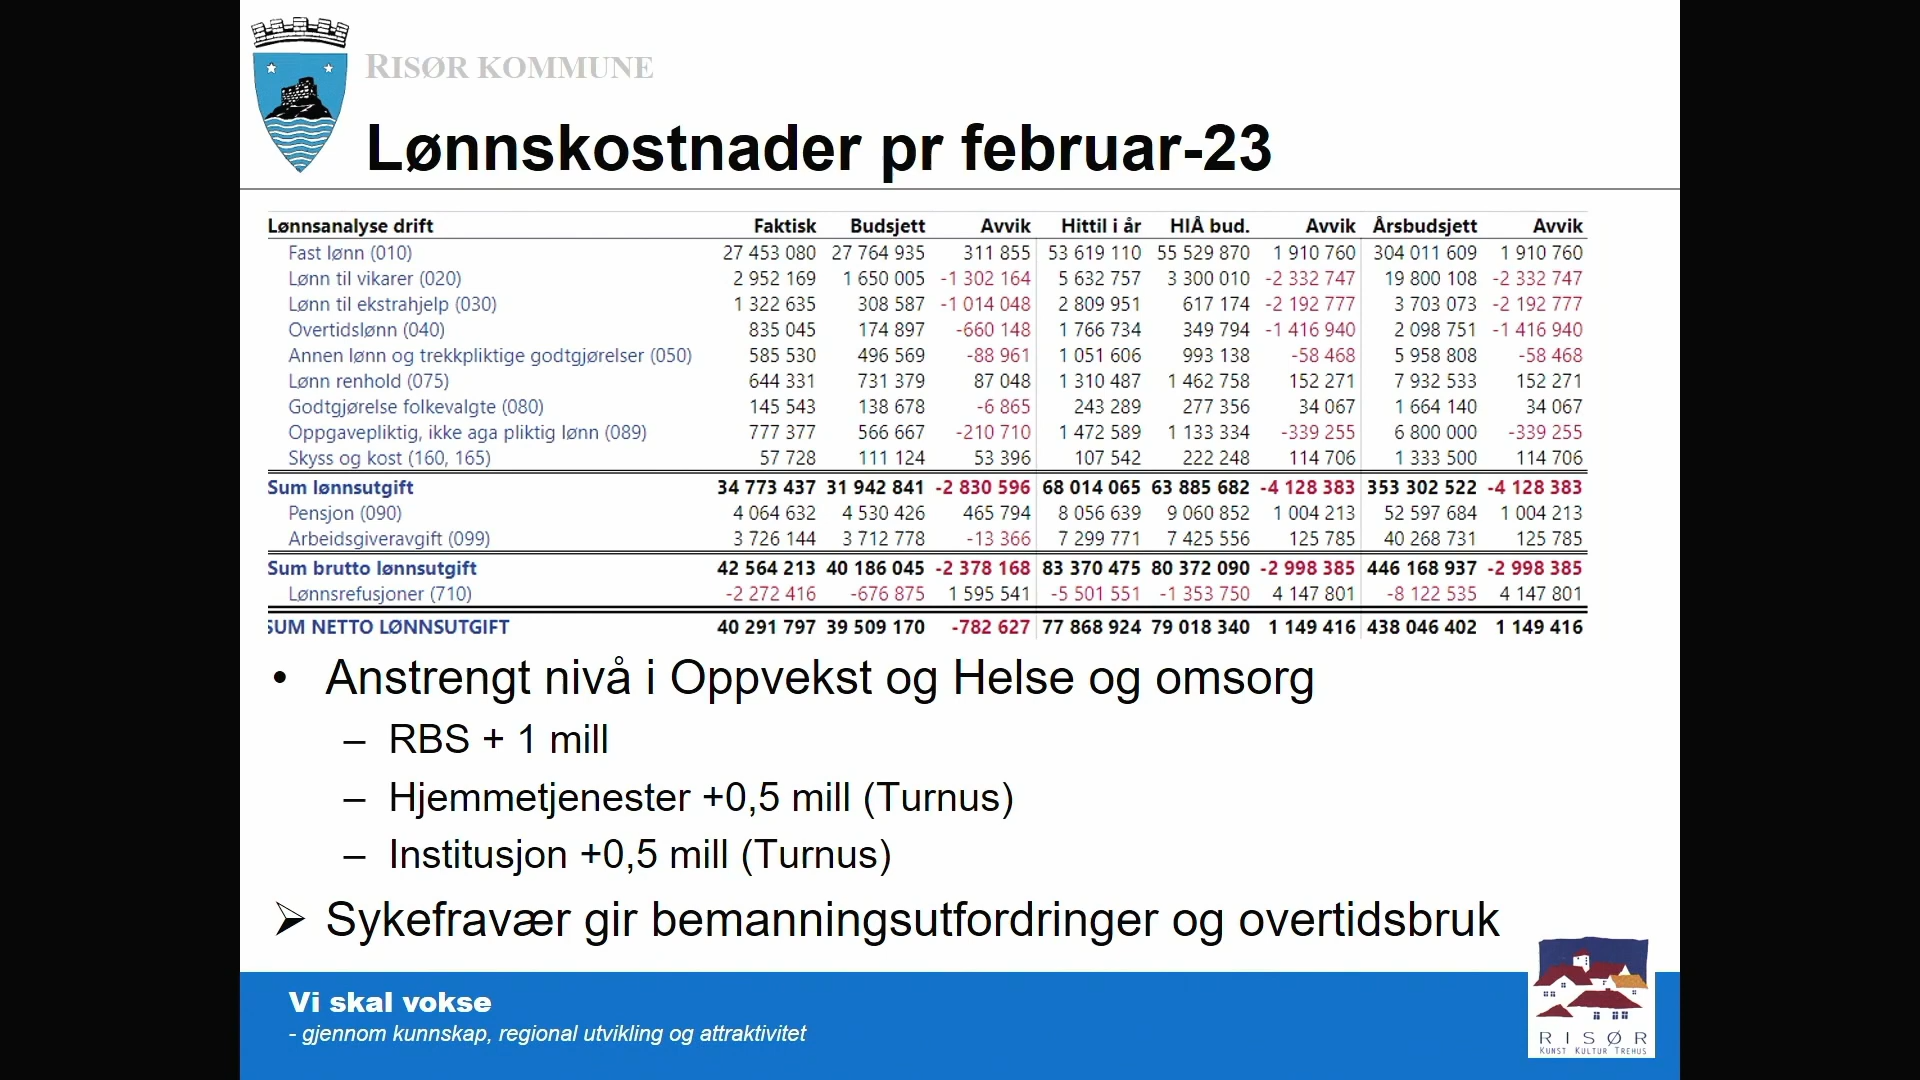 RISØR KOMMUNE
Lønnskostnader pr februar-23
Lønnsanalyse drift Faktisk Budsjett Avvik Hittil i år HIÅ bud. Avvik Årsbudsjett Avvik
Fast lønn (010) 27 453 080 27 764 935 311 855 53 619 110 55 529 870 1 910 760 304 011 609 1 910 760
Lønn til vikarer (020) 2 952 169 1 650 005 -1 302 164 5 632 757 3 300 010 -2 332 747 19 800 108 -2 332 747
Lønn til ekstrahjelp (030) 1 322 635 308 587 -1 014 048 2 809 951 617 174 -2 192 777 3 703 073 -2 192 777
Overtidslønn (040) 835 045 174 897 -660 148 1 766 734 349 794 -1 416 940 2 098 751 -1 416 940
Annen lønn og trekkpliktige godtgjørelser (050) 585 530 496 569 -88 961 1 051 606 993 138 -58 468 5 958 808 -58 468
Lønn renhold (075) 644 331 731 379 87 048 1 310 487 1 462 758 152 271 7 932 533 152 271
Godtgjørelse folkevalgte (080) 145 543 138 678 -6 865 243 289 277 356 34 067 1 664 140 34 067
Oppgavepliktig, ikke aga pliktig lønn (089) 777 377 566 667 -210 710 1 472 589 1 133 334 -339 255 6 800 000 -339 255
Skyss og kost (160, 165) 57 728 111 124 53 396 107 542 222 248 114 706 1 333 500 114 706
Sum lønnsutgift 34 773 437 31 942 841 -2 830 596 68 014 065 63 885 682 -4 128 383 353 302 522 -4 128 383
Pensjon (090) 4 064 632 4 530 426 465 794 8 056 639 9 060 852 1 004 213 52 597 684 1 004 213
Arbeidsgiveravgift (099) 3 726 144 3 712 778 -13 366 7 299 771 7 425 556 125 785 40 268 731 125 785
Sum brutto lønnsutgift 42 564 213 40 186 045 -2 378 168 83 370 475 80 372 090 -2 998 385 446 168 937 -2 998 385
Lønnsrefusjoner (710) -2 272 416 -676 875 1 595 541 -5 501 551 -1 353 750 4 147 801 -8 122 535 4 147 801
SUM NETTO LØNNSUTGIFT 40 291 797 39 509 170 -782 627 77 868 924 79 018 340 1 149 416 438 046 402 1 149 416
• Anstrengt nivå i Oppvekst og Helse og omsorg
– RBS + 1 mill
– Hjemmetjenester +0,5 mill (Turnus)
– Institusjon +0,5 mill (Turnus)
➢ Sykefravær gir bemanningsutfordringer og overtidsbruk
Vi skal vokse
- gjennom kunnskap, regional utvikling og attraktivitet
RISØR
KUNST KULTUR TREHUS